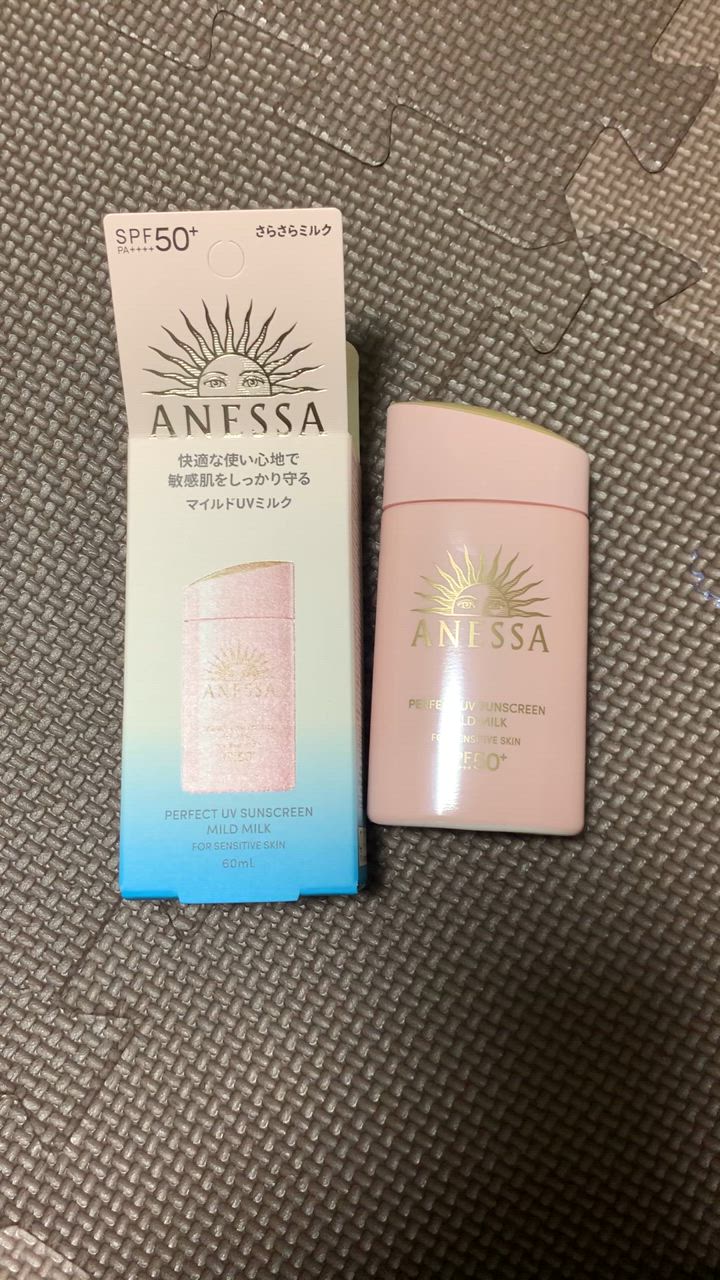 SPF50+
PA++++
さらさらミルク
ANESSA
快適な使い心地で
敏感肌をしっかり守る
マイルドUVミルク
ANESSA
PERFECT UV SUNSCREEN
MILD MILK
FOR SENSITIVE SKIN
60mL
ANESSA
PERFECT UV SUNSCREEN
MILD MILK
FOR SENSITIVE SKIN
SPF50+